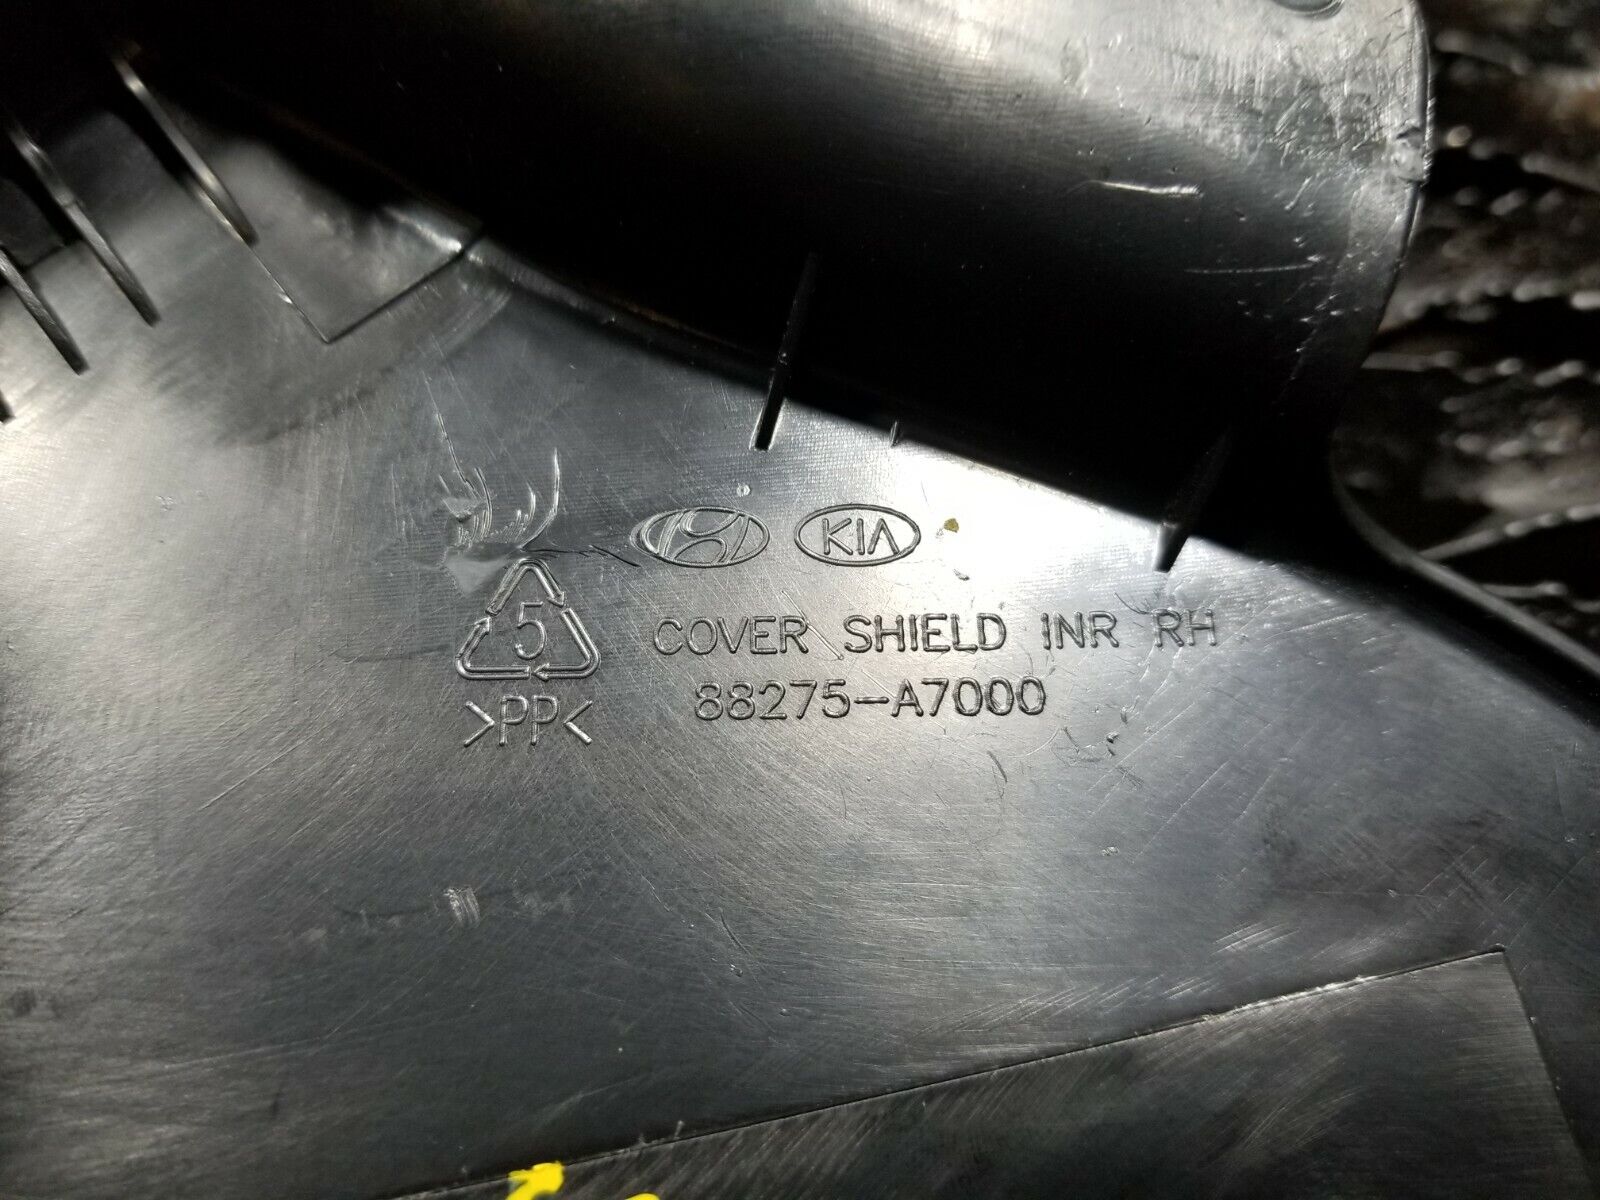 KIA
5
COVER SHIELD INR RH
>PP<
88275-A7000